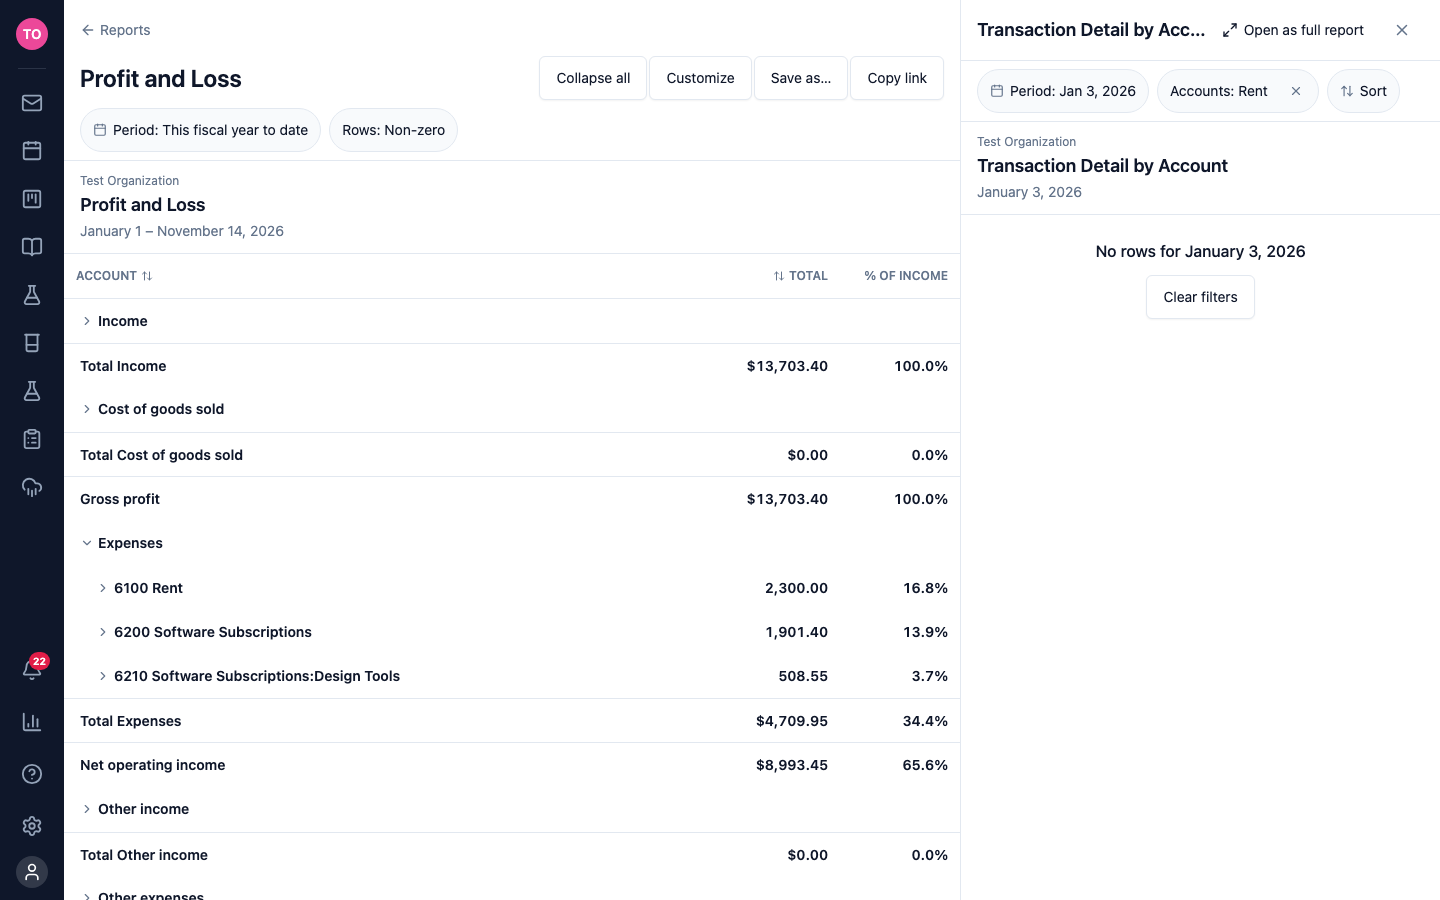 TO
22
Reports
Profit and Loss
Collapse all
Customize
Save as...
Copy link
Period: This fiscal year to date
Rows: Non-zero
Test Organization
Profit and Loss
January 1 – November 14, 2026
ACCOUNT TOTAL % OF INCOME
Income
Total Income $13,703.40 100.0%
Cost of goods sold
Total Cost of goods sold $0.00 0.0%
Gross profit $13,703.40 100.0%
Expenses
6100 Rent 2,300.00 16.8%
6200 Software Subscriptions 1,901.40 13.9%
6210 Software Subscriptions:Design Tools 508.55 3.7%
Total Expenses $4,709.95 34.4%
Net operating income $8,993.45 65.6%
Other income
Total Other income $0.00 0.0%
Other expenses
Transaction Detail by Acc...
Open as full report
Period: Jan 3, 2026
Accounts: Rent
Sort
Test Organization
Transaction Detail by Account
January 3, 2026
No rows for January 3, 2026
Clear filters